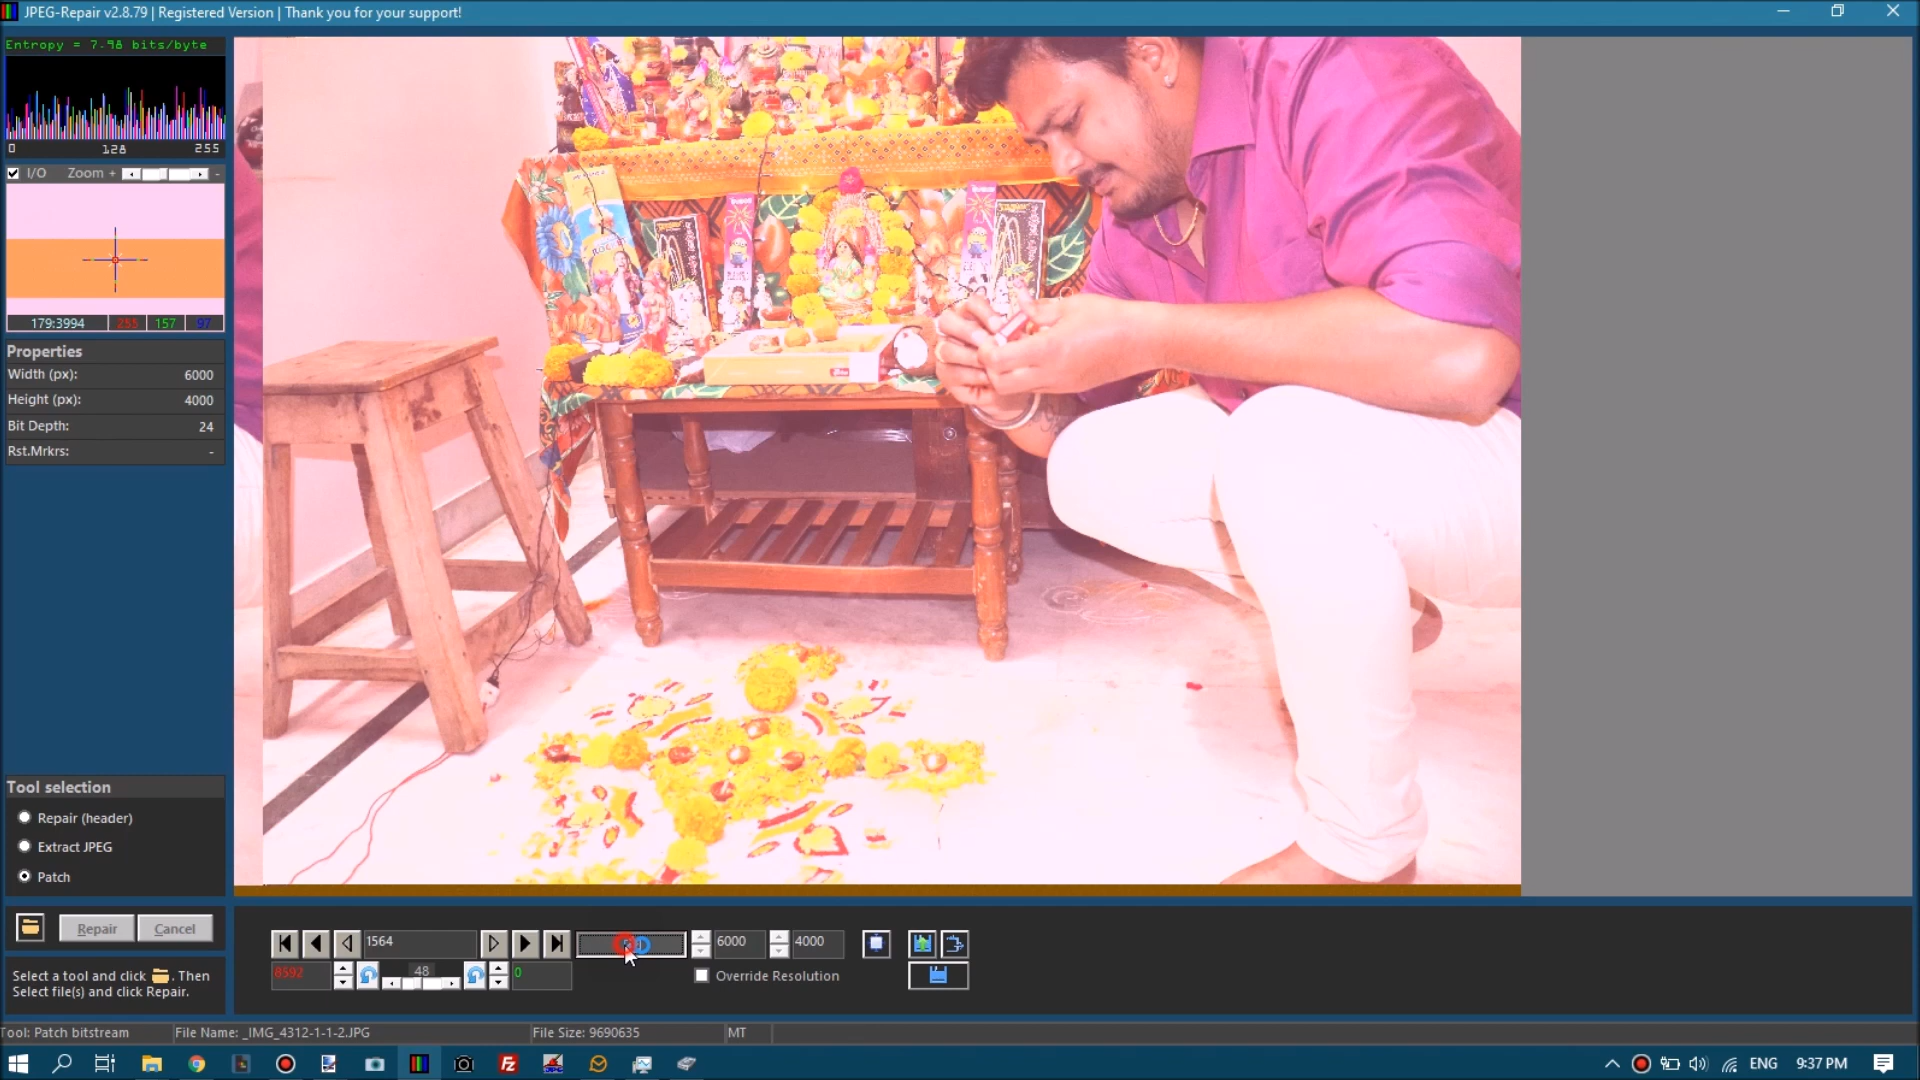 JPEG-Repair v2.8.79 | Registered Version | Thank you for your support!
Entropy = 7.98 bits/byte
0 128 255
I/O Zoom + -
179:3994 255 157 97
Properties
Width (px): 6000
Height (px): 4000
Bit Depth: 24
Rst.Mrkrs: -
Tool selection
Repair (header)
Extract JPEG
Patch
Repair Cancel
Select a tool and click . Then
Select file(s) and click Repair.
1564 6000 4000
8592 48 0 Override Resolution
Tool: Patch bitstream File Name: _IMG_4312-1-1-2.JPG File Size: 9690635 MT
Fz ENG 9:37 PM